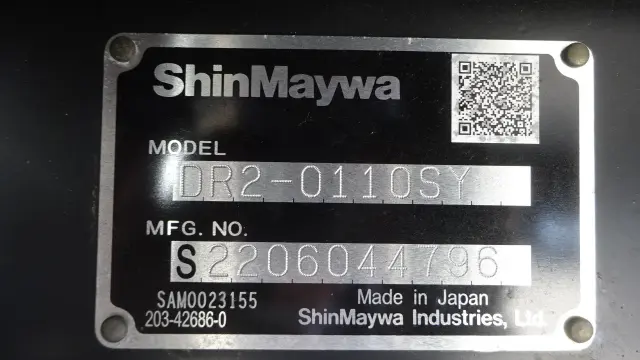 ShinMaywa
MODEL
DR2-0110SY
MFG. NO.
S2206044796
SAM0023155
203-42686-0
Made in Japan
ShinMaywa Industries, Ltd.